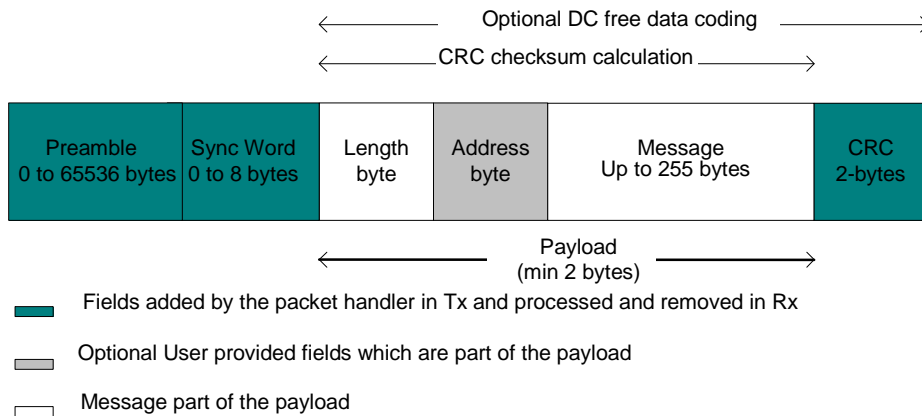 Optional DC free data coding
CRC checksum calculation
Preamble
0 to 65536 bytes
Sync Word
0 to 8 bytes
Length
byte
Address
byte
Message
Up to 255 bytes
CRC
2-bytes
Payload
(min 2 bytes)
Fields added by the packet handler in Tx and processed and removed in Rx
Optional User provided fields which are part of the payload
Message part of the payload